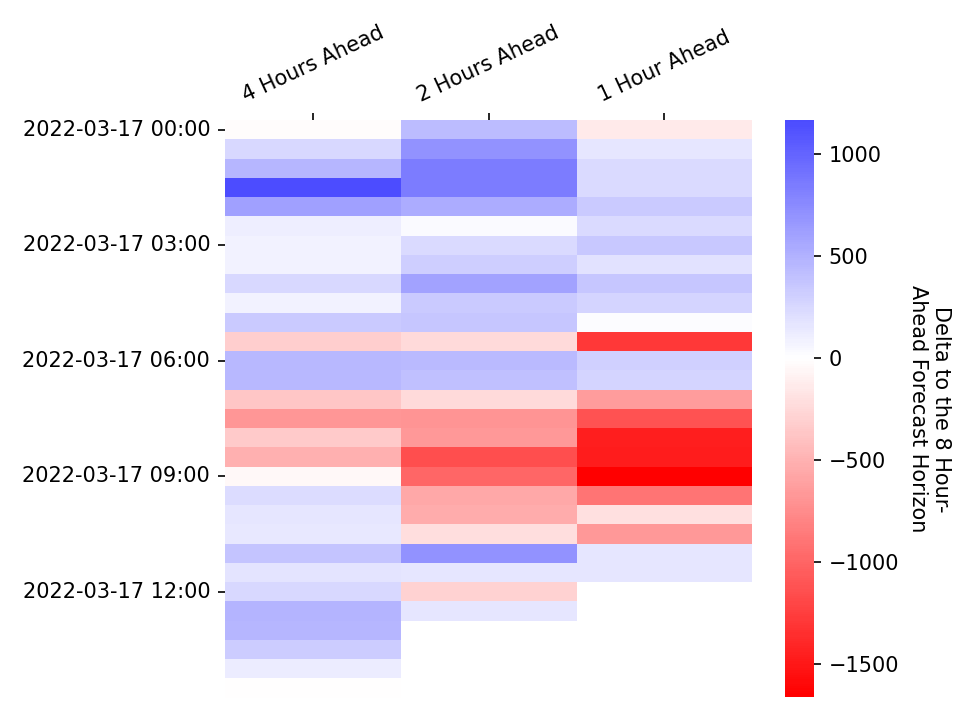 4 Hours Ahead
2 Hours Ahead
1 Hour Ahead
2022-03-17 00:00
2022-03-17 03:00
2022-03-17 06:00
2022-03-17 09:00
2022-03-17 12:00
1000
500
0
−500
−1000
−1500
Delta to the 8 Hour-
Ahead Forecast Horizon